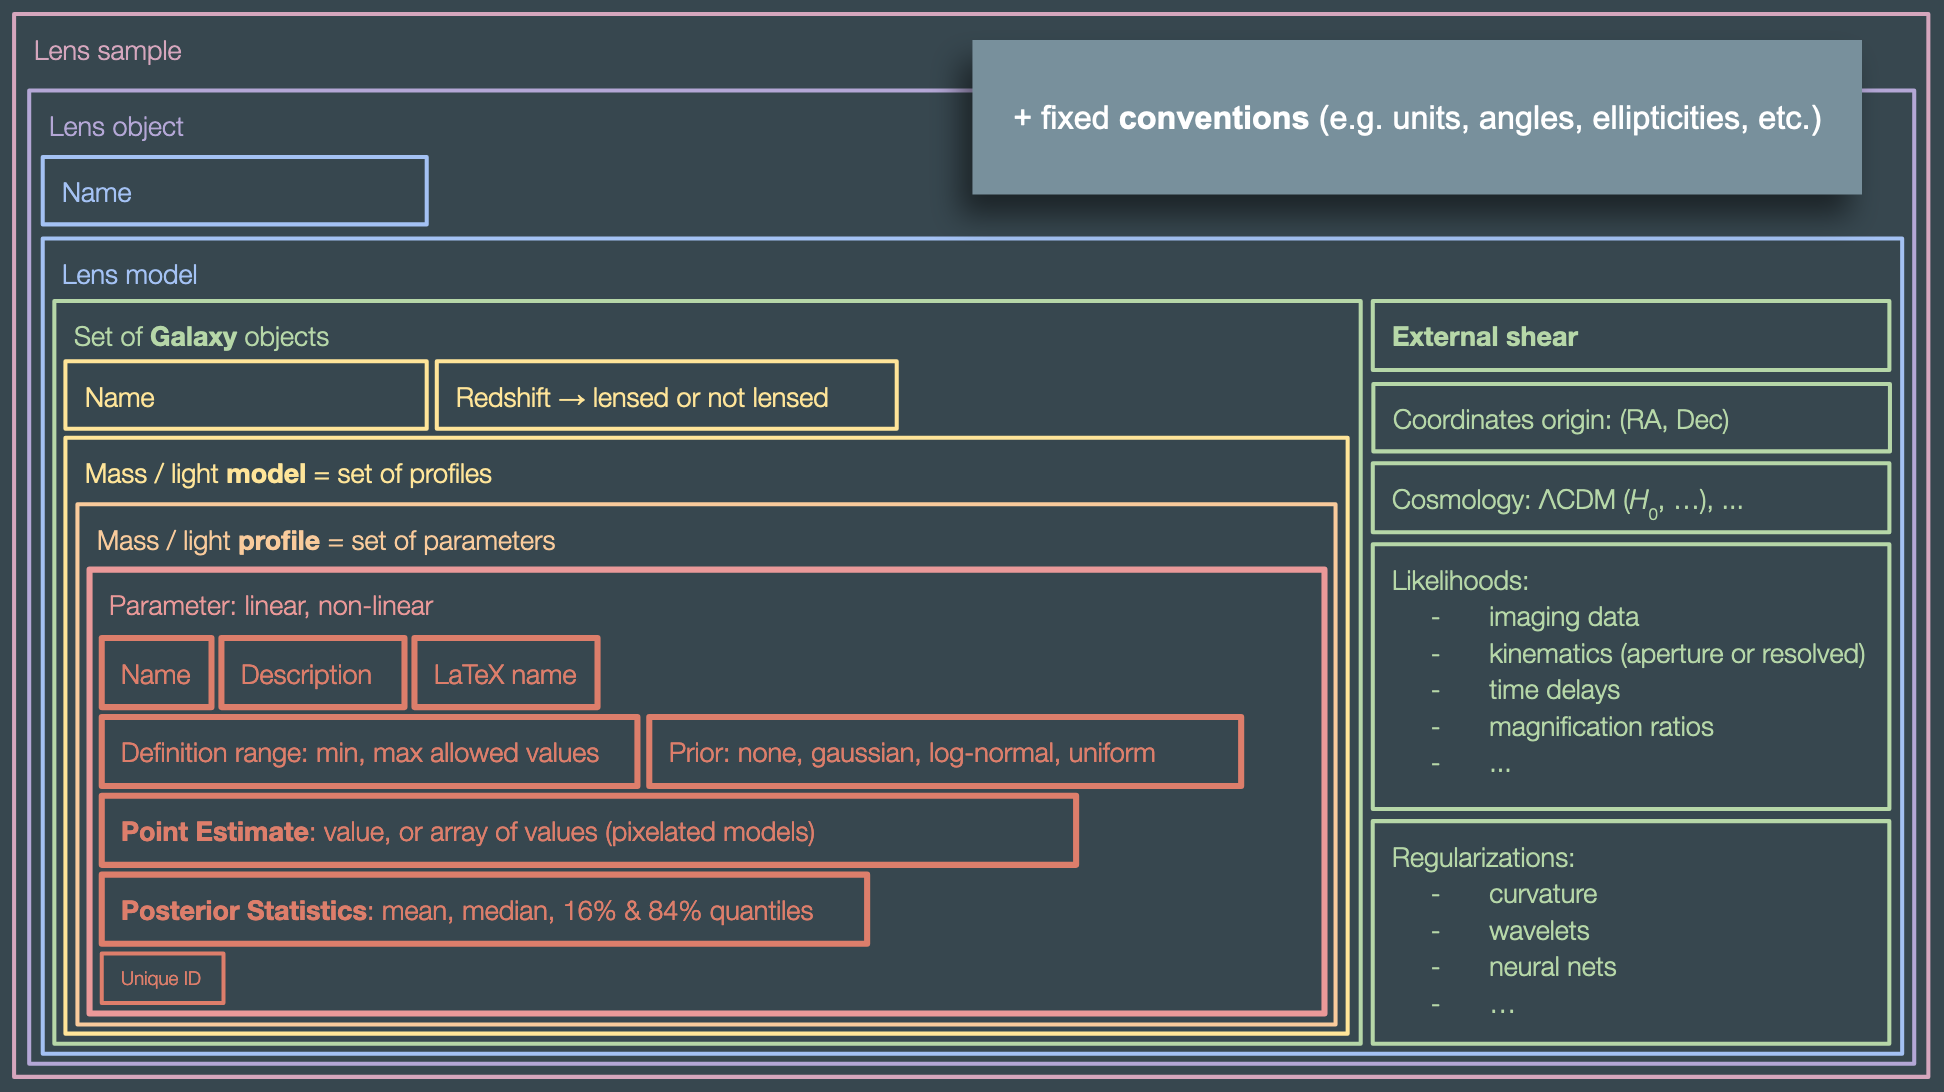 Lens sample
+ fixed conventions (e.g. units, angles, ellipticities, etc.)
Lens object
Name
Lens model
Set of Galaxy objects
Name
Redshift → lensed or not lensed
Mass / light model = set of profiles
Mass / light profile = set of parameters
Parameter: linear, non-linear
Name
Description
LaTeX name
Definition range: min, max allowed values
Prior: none, gaussian, log-normal, uniform
Point Estimate: value, or array of values (pixelated models)
Posterior Statistics: mean, median, 16% & 84% quantiles
Unique ID
External shear
Coordinates origin: (RA, Dec)
Cosmology: ΛCDM (H₀, …), ...
Likelihoods:
- imaging data
- kinematics (aperture or resolved)
- time delays
- magnification ratios
- ...
Regularizations:
- curvature
- wavelets
- neural nets
- …